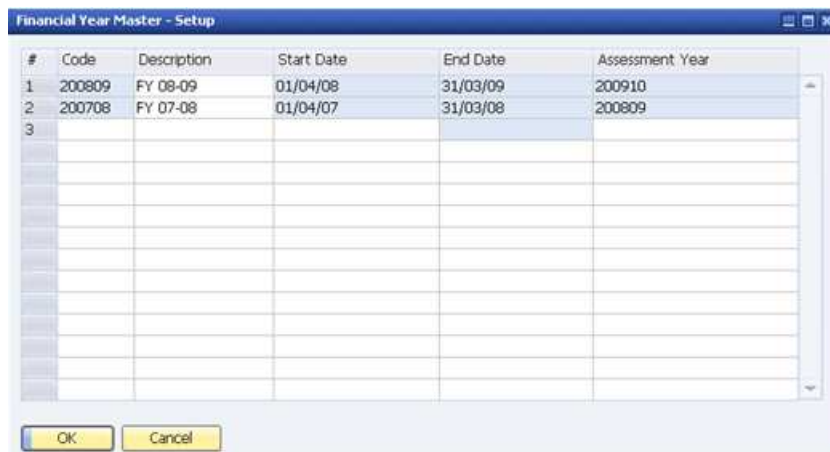 Financial Year Master - Setup
# Code Description Start Date End Date Assessment Year
1 200809 FY 08-09 01/04/08 31/03/09 200910
2 200708 FY 07-08 01/04/07 31/03/08 200809
3
OK Cancel